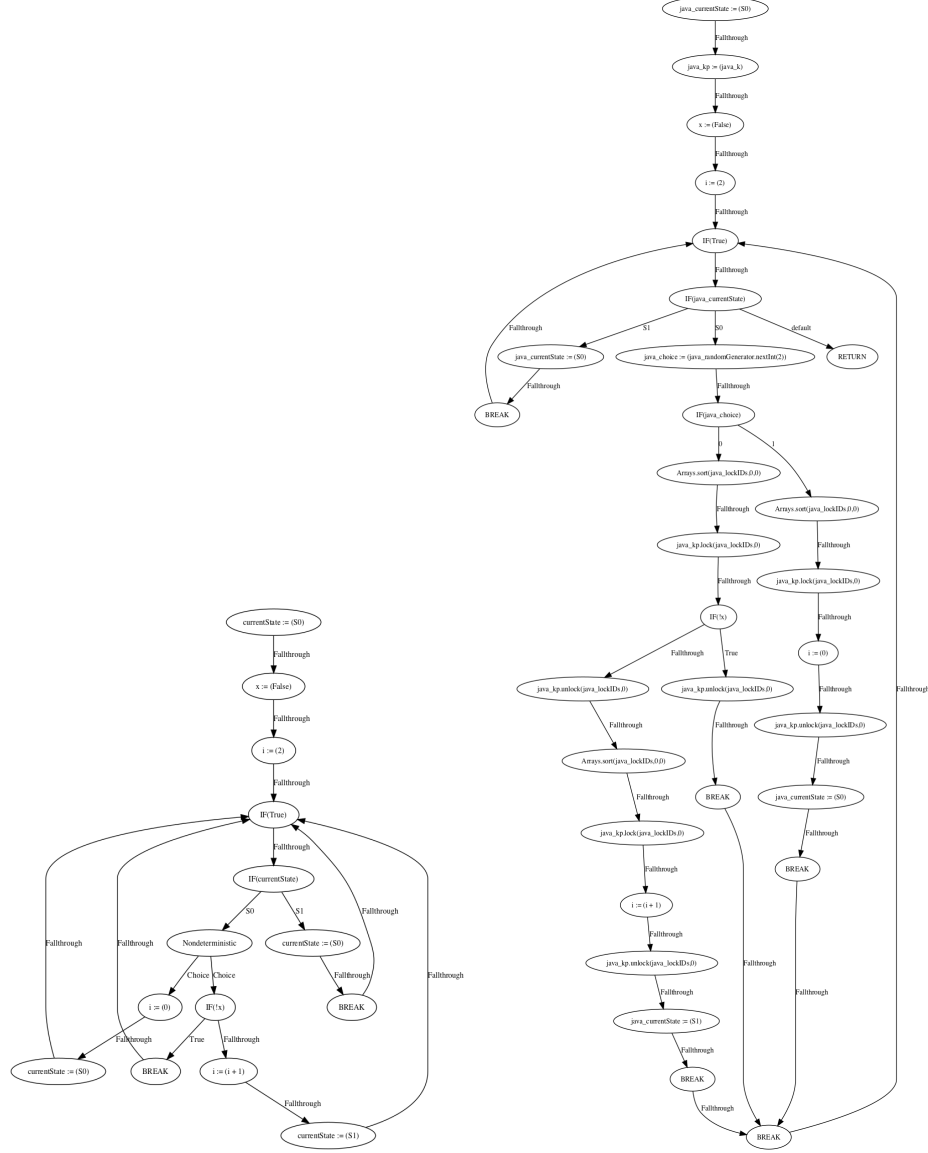 java_currentState := (S0)
Fallthrough
java_kp := (java_k)
Fallthrough
x := (False)
Fallthrough
i := (2)
Fallthrough
IF(True)
Fallthrough
IF(java_currentState)
Fallthrough
S1
S0
default
java_currentState := (S0)
java_choice := (java_randomGenerator.nextInt(2))
RETURN
Fallthrough
Fallthrough
BREAK
IF(java_choice)
0
1
Arrays.sort(java_lockIDs,0,0)
Arrays.sort(java_lockIDs,0,0)
Fallthrough
Fallthrough
java_kp.lock(java_lockIDs,0)
java_kp.lock(java_lockIDs,0)
Fallthrough
Fallthrough
IF(!x)
i := (0)
Fallthrough
True
Fallthrough
Fallthrough
java_kp.unlock(java_lockIDs,0)
java_kp.unlock(java_lockIDs,0)
java_kp.unlock(java_lockIDs,0)
Fallthrough
Fallthrough
Fallthrough
Arrays.sort(java_lockIDs,0,0)
BREAK
java_currentState := (S0)
Fallthrough
Fallthrough
java_kp.lock(java_lockIDs,0)
BREAK
Fallthrough
i := (i + 1)
Fallthrough
java_kp.unlock(java_lockIDs,0)
Fallthrough
Fallthrough
Fallthrough
java_currentState := (S1)
Fallthrough
BREAK
Fallthrough
BREAK
currentState := (S0)
Fallthrough
x := (False)
Fallthrough
i := (2)
Fallthrough
IF(True)
Fallthrough
IF(currentState)
S0
S1
Fallthrough
Nondeterministic
currentState := (S0)
Fallthrough
Fallthrough
Choice
Choice
Fallthrough
Fallthrough
i := (0)
IF(!x)
BREAK
Fallthrough
True
Fallthrough
currentState := (S0)
BREAK
i := (i + 1)
Fallthrough
currentState := (S1)